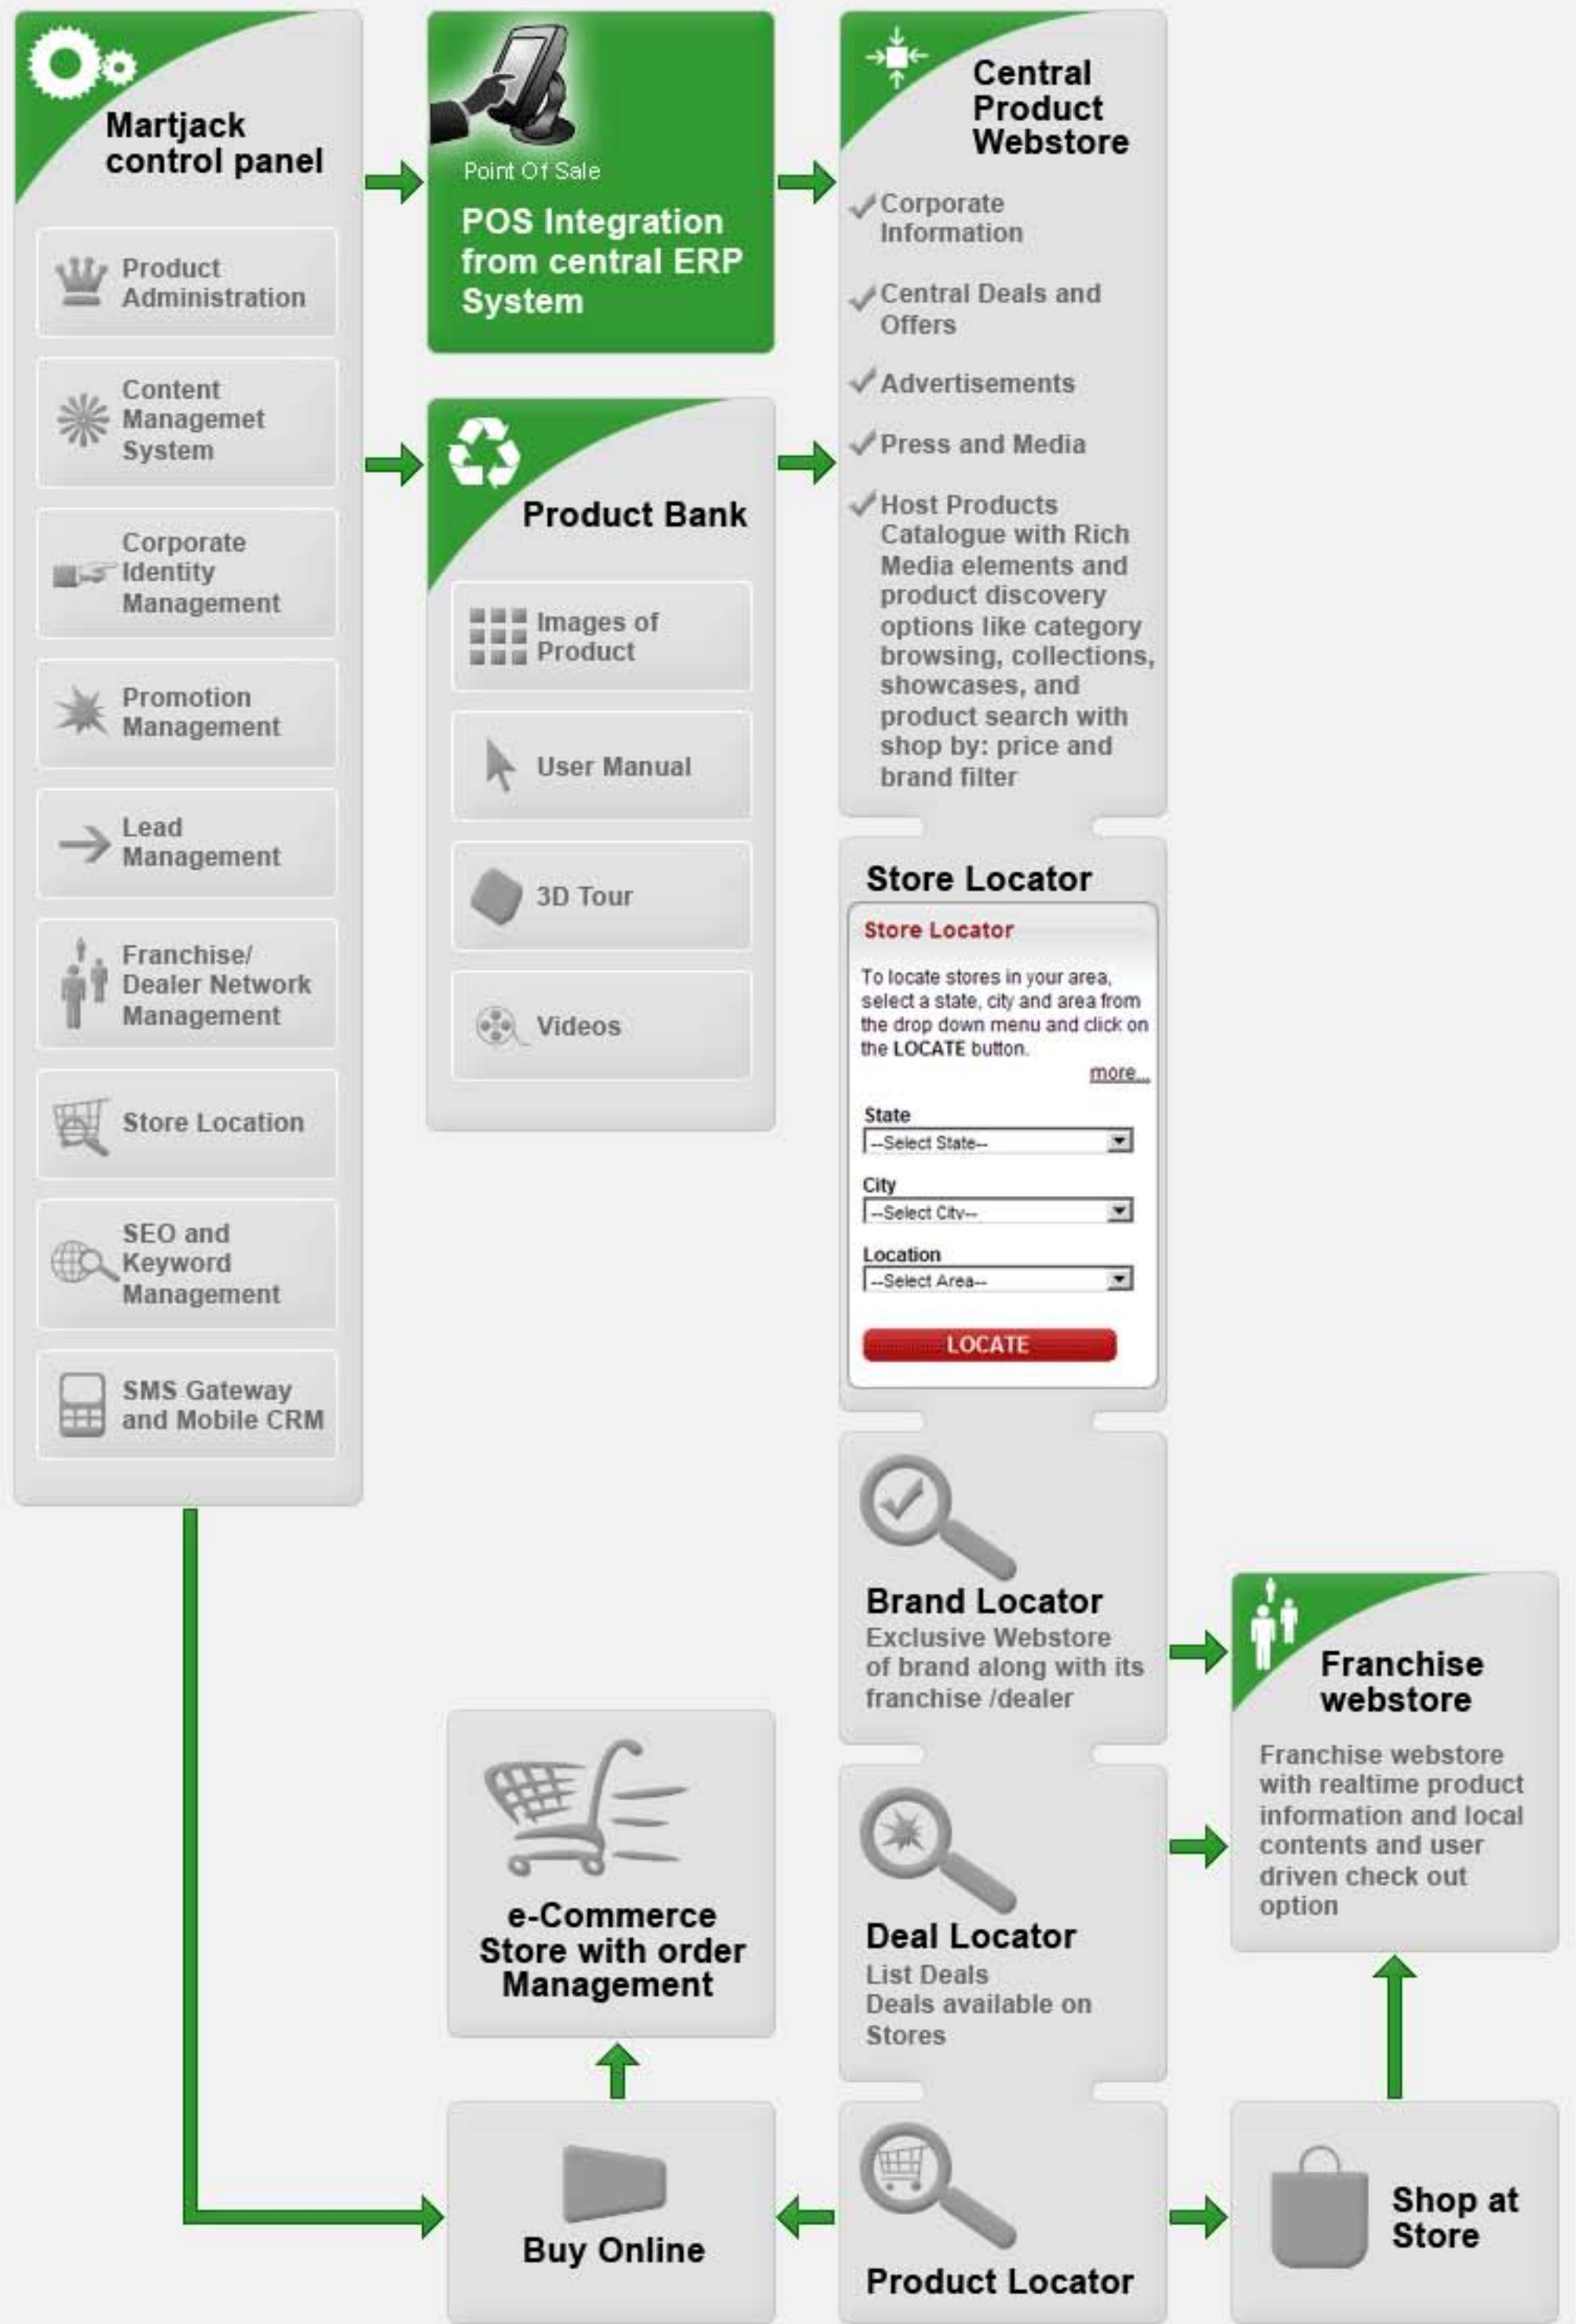 Martjack
control panel
Product
Administration
Content
Managemet
System
Corporate
Identity
Management
Promotion
Management
Lead
Management
Franchise/
Dealer Network
Management
Store Location
SEO and
Keyword
Management
SMS Gateway
and Mobile CRM
Point Of Sale
POS Integration
from central ERP
System
Product Bank
Images of
Product
User Manual
3D Tour
Videos
Central
Product
Webstore
Corporate
Information
Central Deals and
Offers
Advertisements
Press and Media
Host Products
Catalogue with Rich
Media elements and
product discovery
options like category
browsing, collections,
showcases, and
product search with
shop by: price and
brand filter
Store Locator
Store Locator
To locate stores in your area,
select a state, city and area from
the drop down menu and click on
the LOCATE button.
more...
State
--Select State--
City
--Select City--
Location
--Select Area--
LOCATE
Brand Locator
Exclusive Webstore
of brand along with its
franchise /dealer
Franchise
webstore
Franchise webstore
with realtime product
information and local
contents and user
driven check out
option
e-Commerce
Store with order
Management
Deal Locator
List Deals
Deals available on
Stores
Buy Online
Product Locator
Shop at
Store